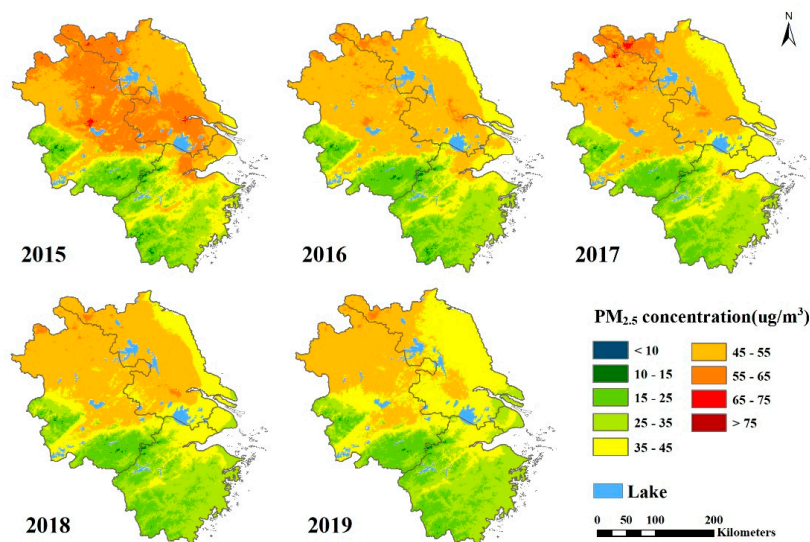 N
2015
2016
2017
2018
2019
PM2.5 concentration(ug/m3)
< 10
10 - 15
15 - 25
25 - 35
35 - 45
45 - 55
55 - 65
65 - 75
> 75
Lake
0 50 100 200
Kilometers